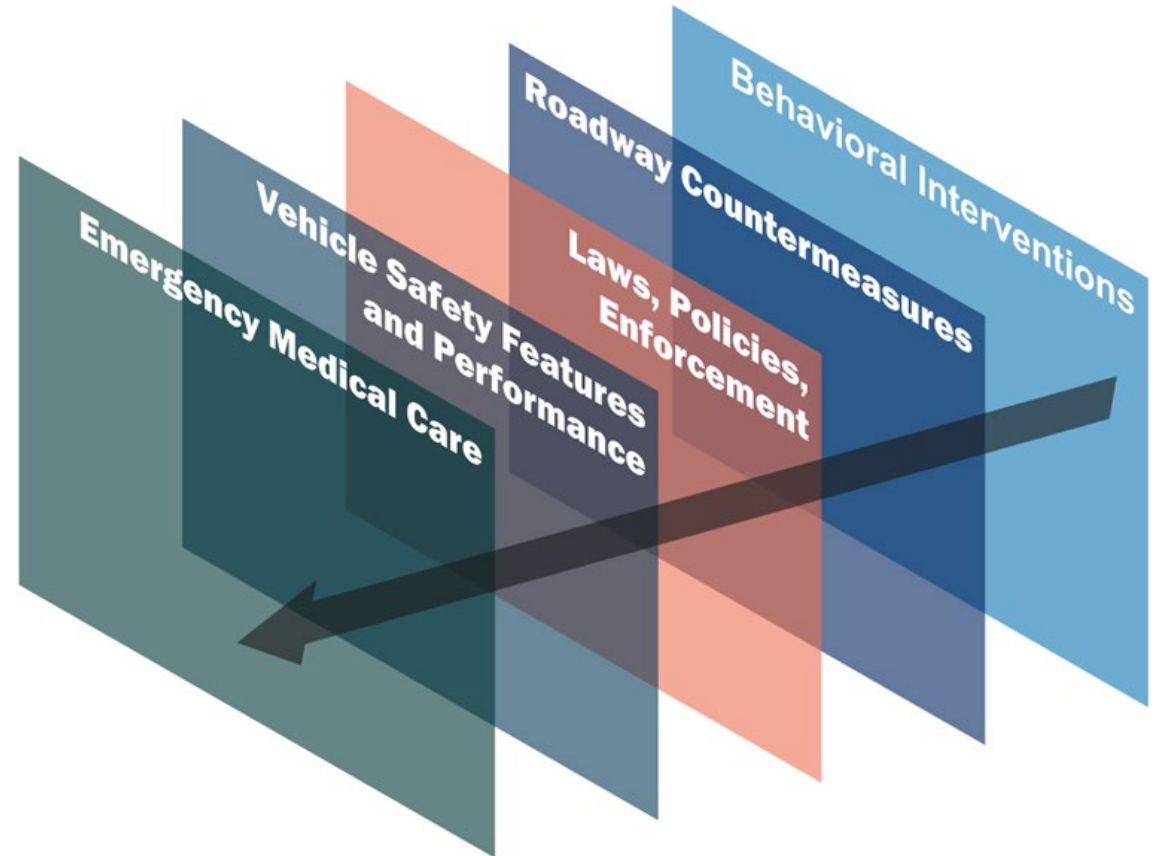 Behavioral Interventions
Roadway Countermeasures
Laws, Policies,
Enforcement
Vehicle Safety Features
and Performance
Emergency Medical Care